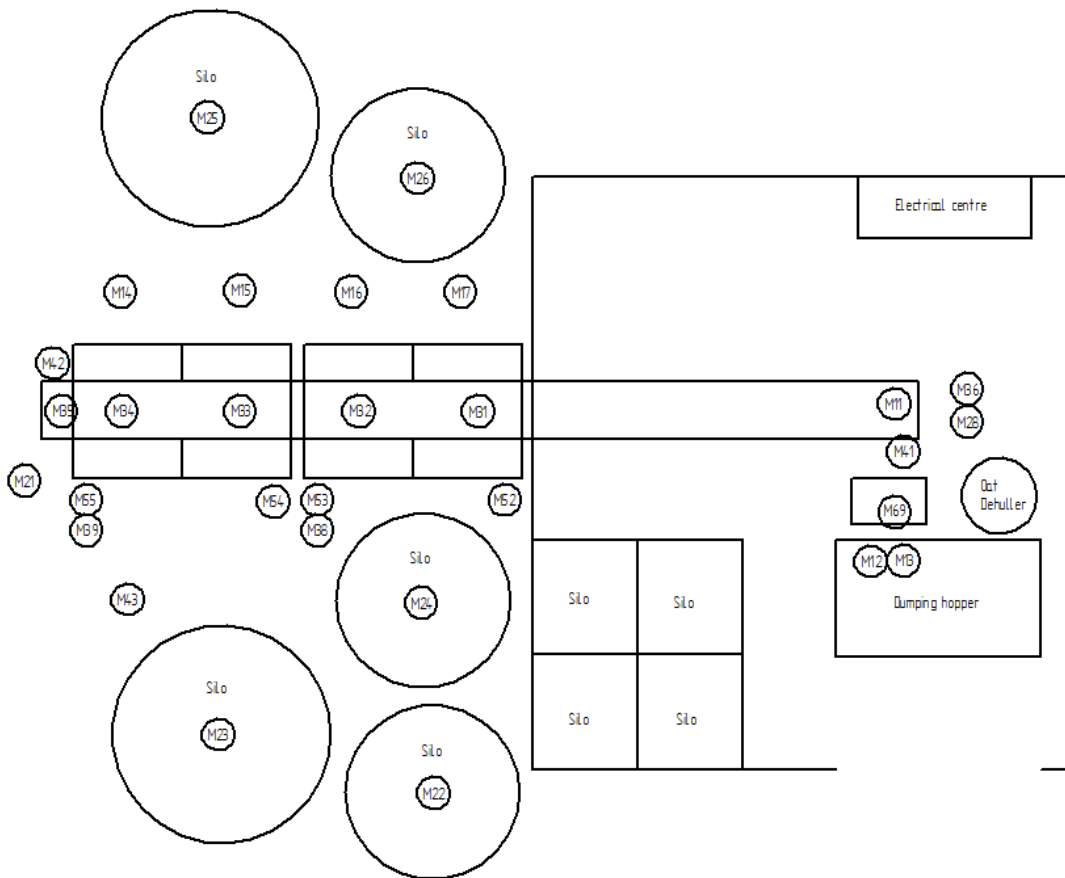 Silo
M25
Silo
M26
Electrical centre
M14
M15
M16
M17
M42
M35
M34
M33
M32
M31
M11
M36
M28
M41
M21
M55
M39
M54
M53
M38
M52
M69
Oat
Dehuller
M12
M13
Dumping hopper
M43
Silo
M24
Silo
Silo
Silo
M23
Silo
M22
Silo
Silo